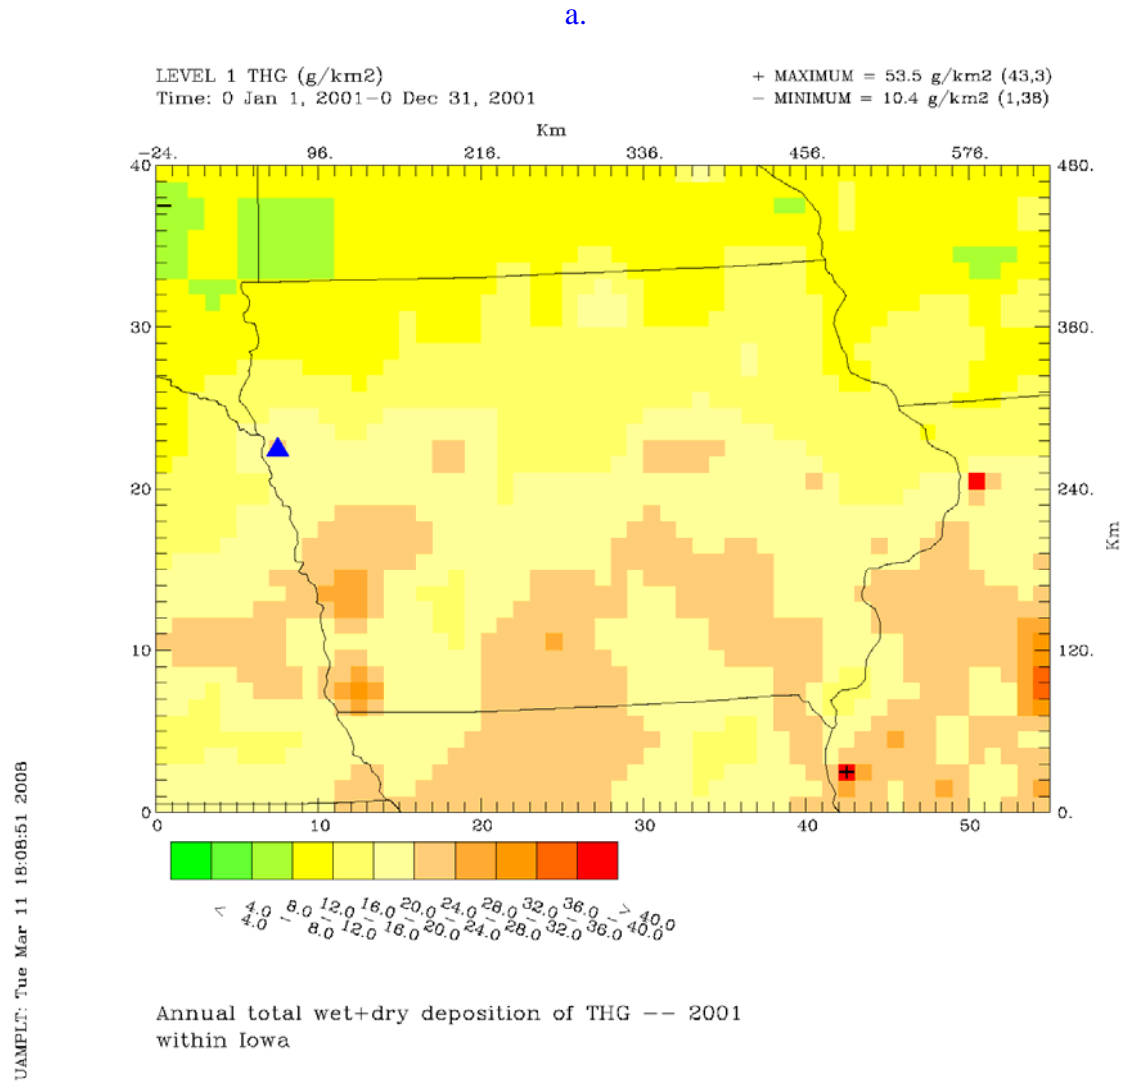 a.
LEVEL 1 THG (g/km2)
Time: 0 Jan 1, 2001-0 Dec 31, 2001
+ MAXIMUM = 53.5 g/km2 (43,3)
- MINIMUM = 10.4 g/km2 (1,38)
Km
-24. 96. 216. 336. 456. 576.
40 480.
30 360.
20 240.
Km
10 120.
0 0.
0 10 20 30 40 50
< 4.0
4.0 - 8.0
8.0 - 12.0
12.0 - 16.0
16.0 - 20.0
20.0 - 24.0
24.0 - 28.0
28.0 - 32.0
32.0 - 36.0
36.0 - 40.0
> 40.0
Annual total wet+dry deposition of THG -- 2001
within Iowa
UAMPLT: Tue Mar 11 18:08:51 2008